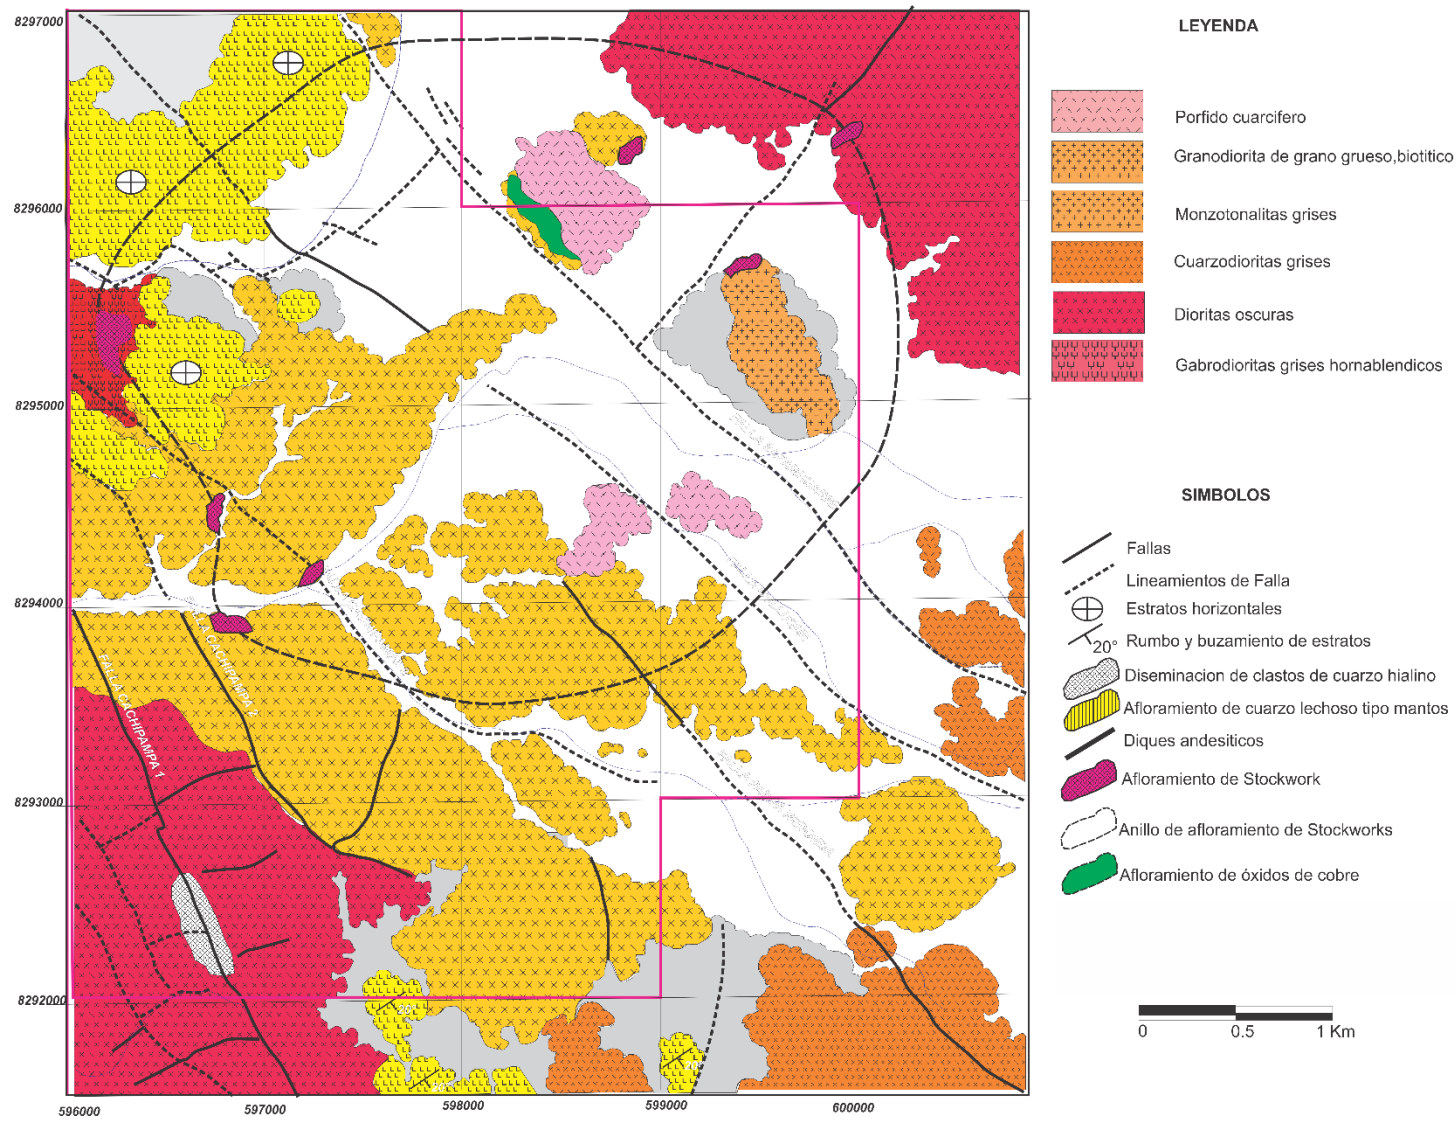 8297000
8296000
8295000
8294000
8293000
8292000
596000
597000
598000
599000
600000
FALLA CACHIPAMPA 1
LA CACHIPAMPA 2
LEYENDA
Porfido cuarcifero
Granodiorita de grano grueso,biotitico
Monzotonalitas grises
Cuarzodioritas grises
Dioritas oscuras
Gabrodioritas grises hornablendicos
SIMBOLOS
Fallas
Lineamientos de Falla
Estratos horizontales
20° Rumbo y buzamiento de estratos
Diseminacion de clastos de cuarzo hialino
Afloramiento de cuarzo lechoso tipo mantos
Diques andesiticos
Afloramiento de Stockwork
Anillo de afloramiento de Stockworks
Afloramiento de óxidos de cobre
0 0.5 1 Km